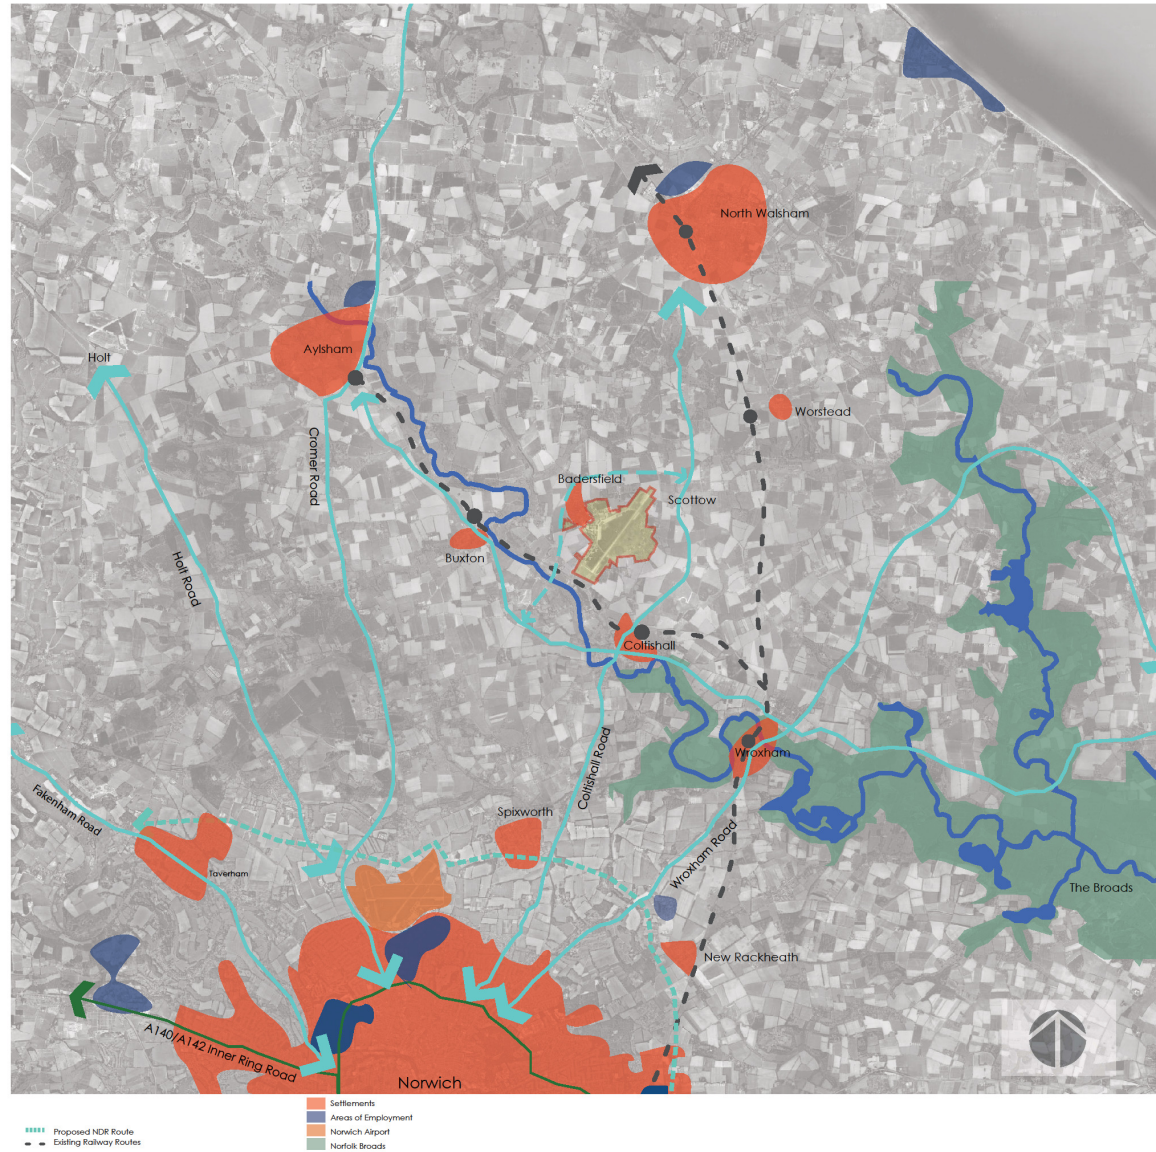 North Walsham
Aylsham
Holt
Worstead
Cromer Road
Badersfield
Scottow
Buxton
Holt Road
Coltishall
Wroxham
Coltishall Road
Fakenham Road
Spixworth
Wroxham Road
Taverham
The Broads
New Rackheath
A140/A142 Inner Ring Road
Norwich
Settlements
Areas of Employment
Proposed NDR Route
Norwich Airport
Existing Railway Routes
Norfolk Broads